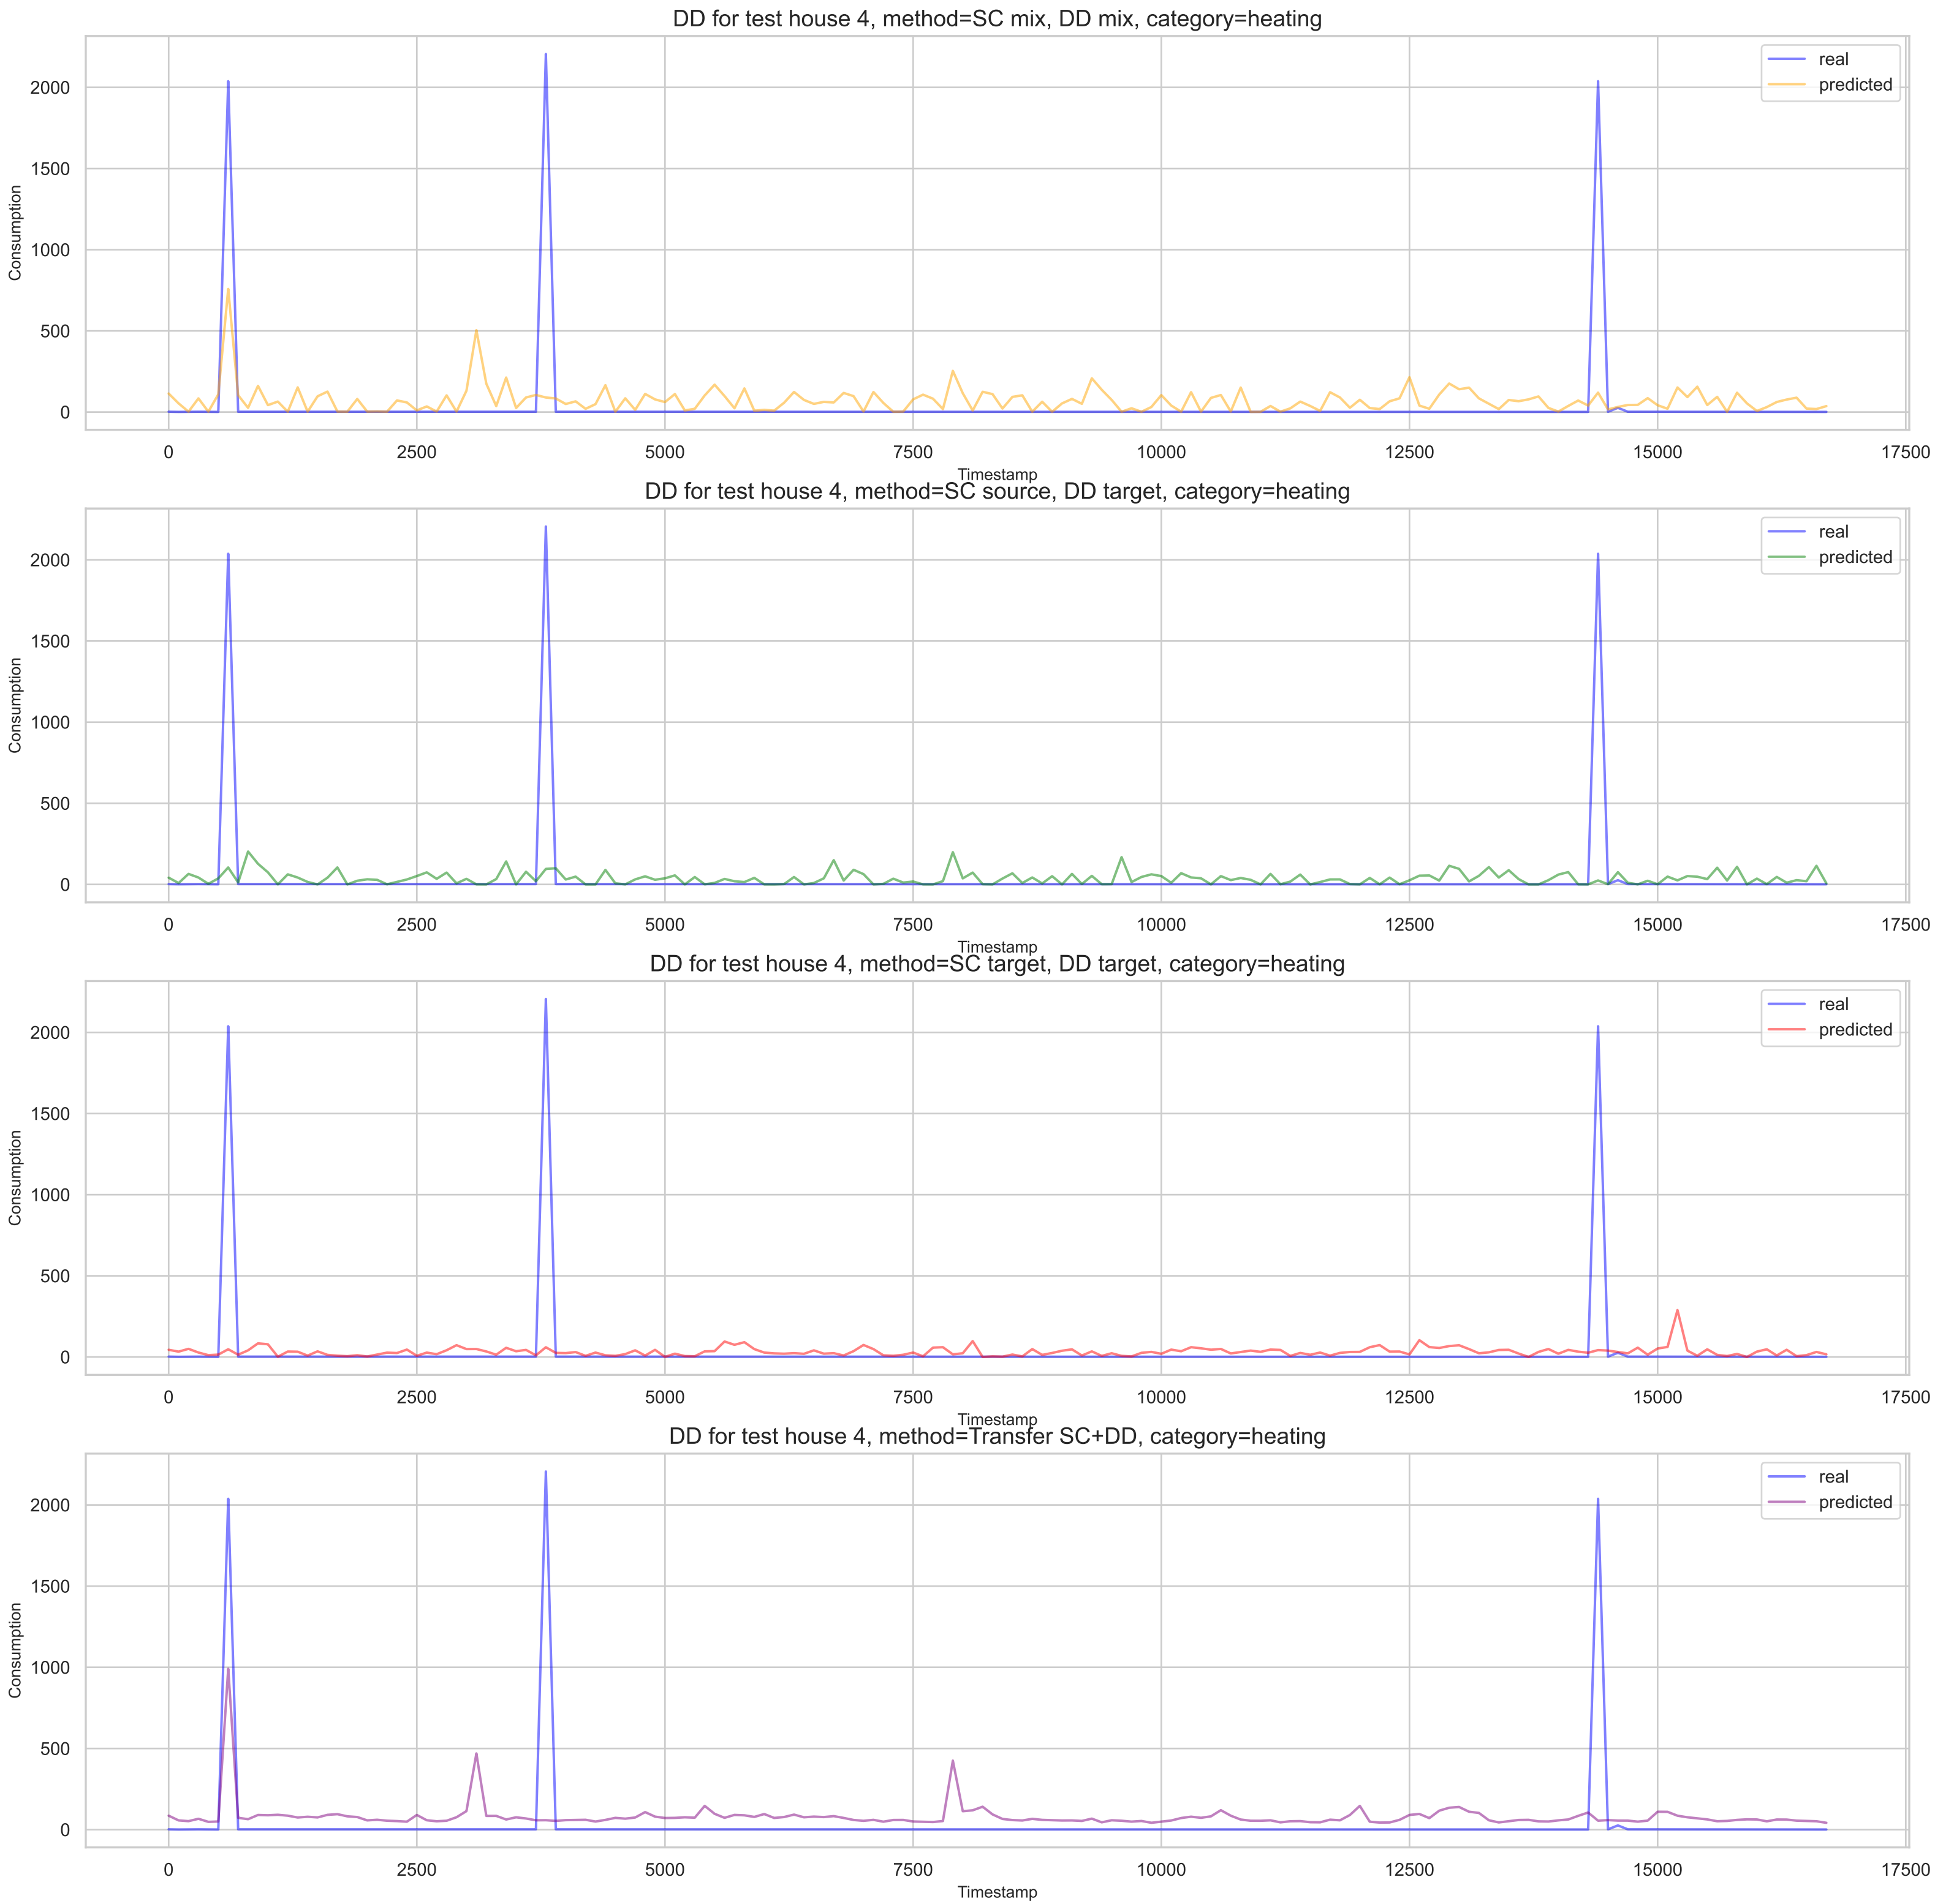 DD for test house 4, method=SC mix, DD mix, category=heating
real
predicted
2000
1500
1000
500
0
Consumption
0 2500 5000 7500 10000 12500 15000 17500
Timestamp
DD for test house 4, method=SC source, DD target, category=heating
real
predicted
2000
1500
1000
500
0
Consumption
0 2500 5000 7500 10000 12500 15000 17500
Timestamp
DD for test house 4, method=SC target, DD target, category=heating
real
predicted
2000
1500
1000
500
0
Consumption
0 2500 5000 7500 10000 12500 15000 17500
Timestamp
DD for test house 4, method=Transfer SC+DD, category=heating
real
predicted
2000
1500
1000
500
0
Consumption
0 2500 5000 7500 10000 12500 15000 17500
Timestamp